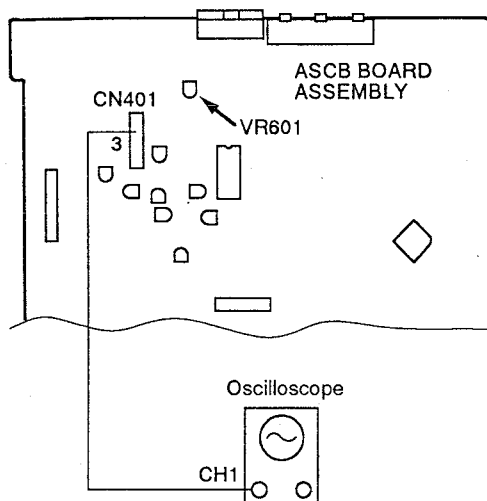 ASCB BOARD
ASSEMBLY
CN401
VR601
3
Oscilloscope
CH1